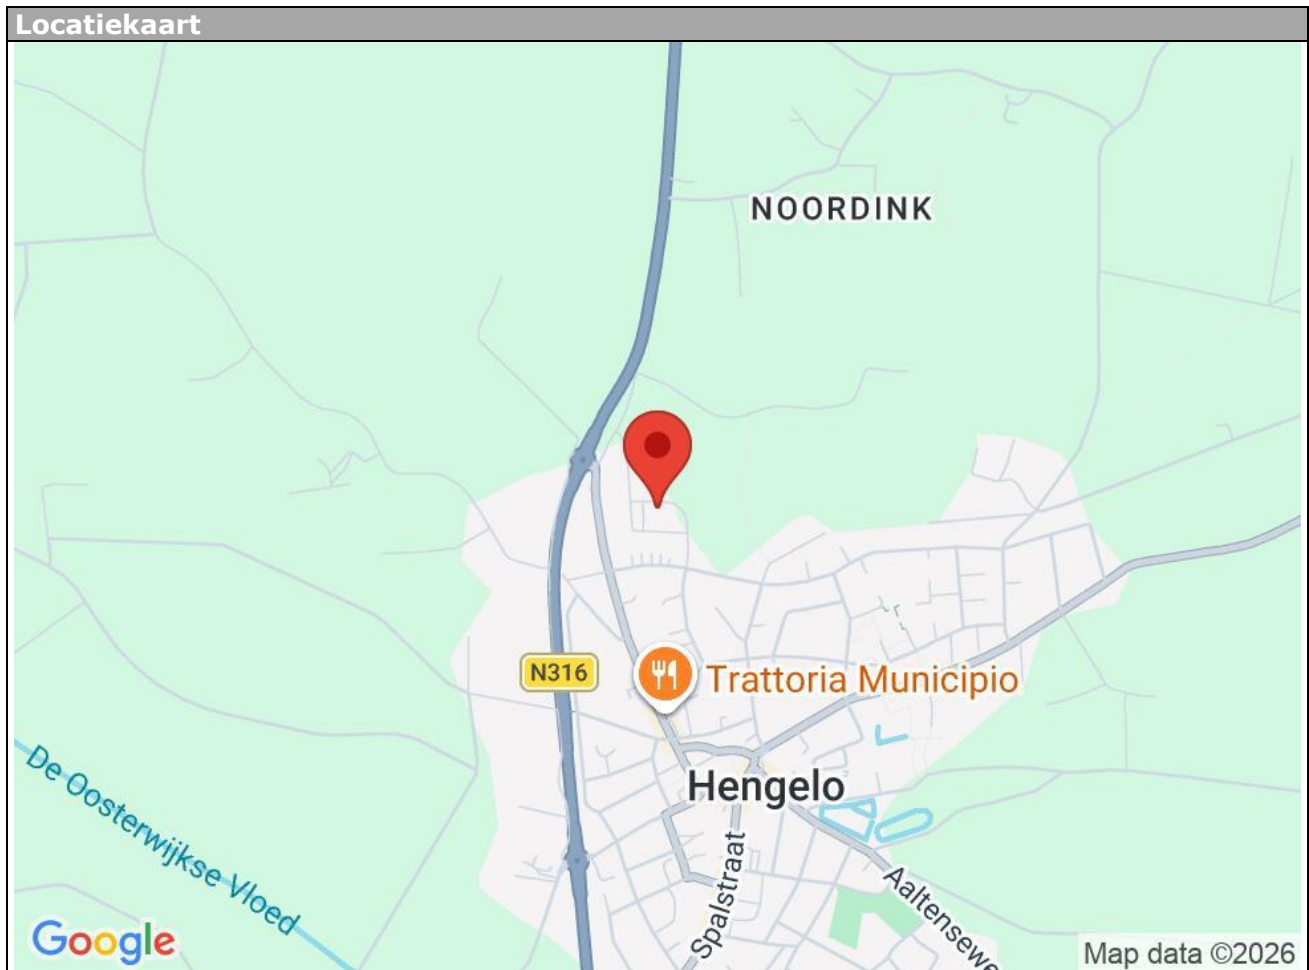 Locatiekaart
NOORDINK
N316
Trattoria Municipio
Hengelo
De Oosterwijkse Vloed
Spalstraat
Aaltensewe
Google
Map data ©2026